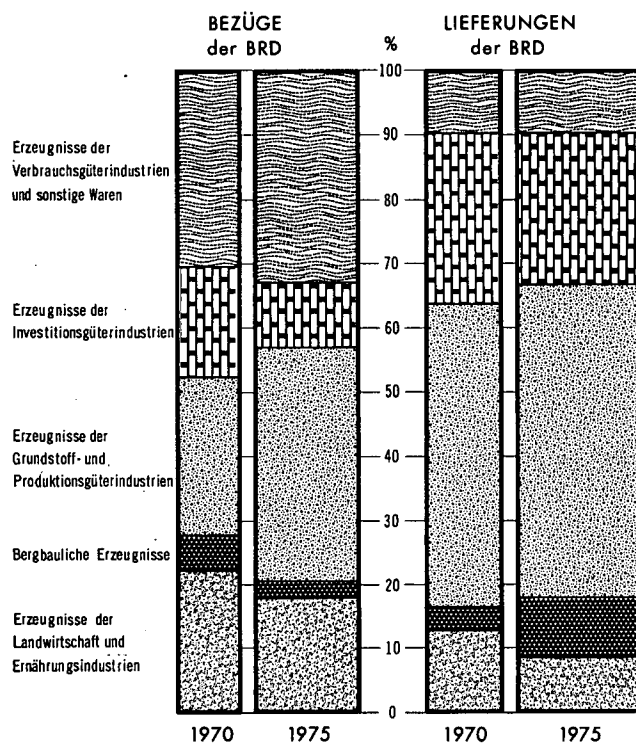 BEZÜGE
der BRD
%
LIEFERUNGEN
der BRD
100
90
80
70
60
50
40
30
20
10
0
Erzeugnisse der
Verbrauchsgüterindustrien
und sonstige Waren
Erzeugnisse der
Investitionsgüterindustrien
Erzeugnisse der
Grundstoff- und
Produktionsgüterindustrien
Bergbauliche Erzeugnisse
Erzeugnisse der
Landwirtschaft und
Ernährungsindustrien
1970
1975
1970
1975